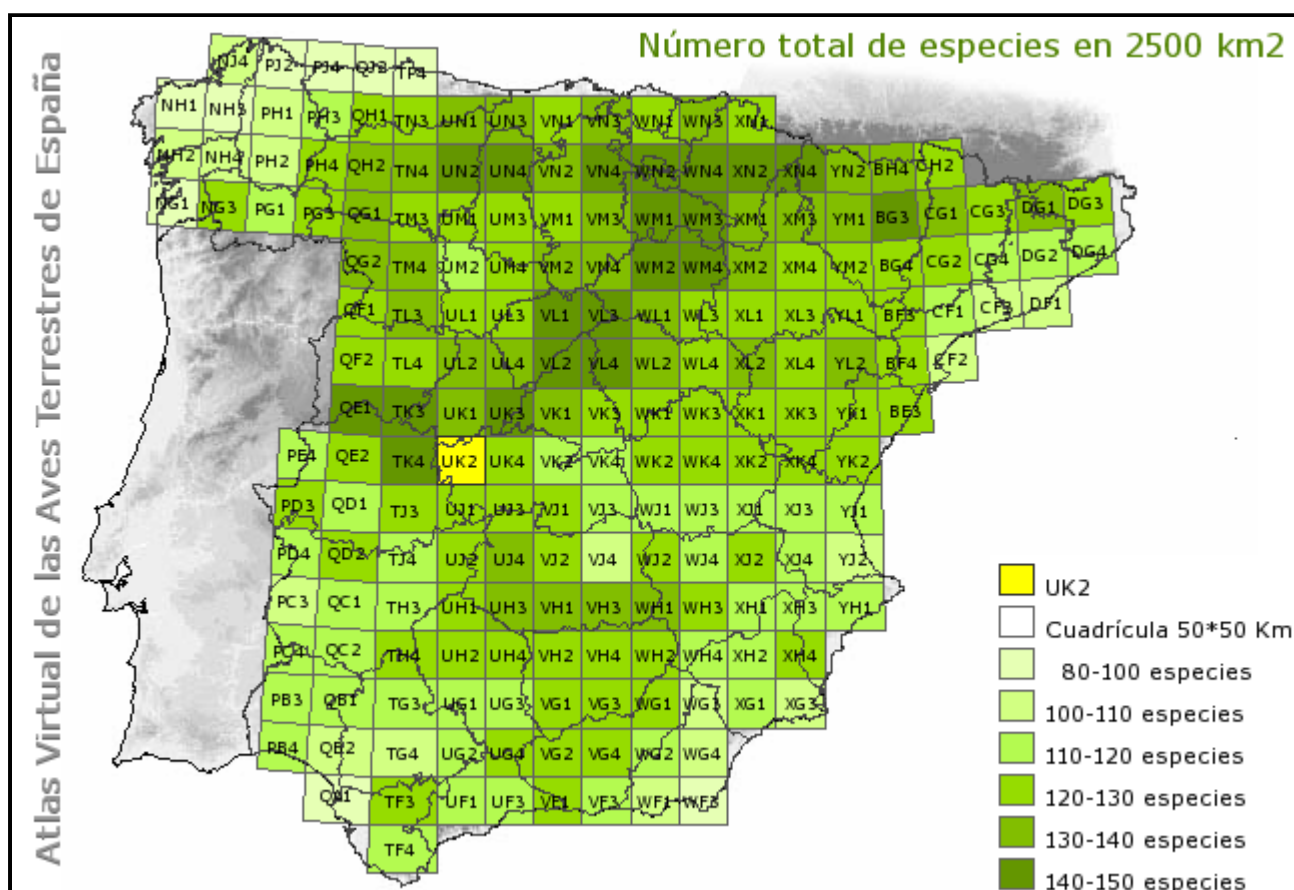 Atlas Virtual de las Aves Terrestres de España
Número total de especies en 2500 km2
NJ4 PJ2 PJ4 QJ2 TP4
NH1 NH3 PH1 PH3 QH1 TN3 UN1 UN3 VN1 VN3 WN1 WN3 XN1
NH2 NH4 PH2 PH4 QH2 TN4 UN2 UN4 VN2 VN4 WN2 WN4 XN2 XN4 YN2 BH4 CH2
NG1 NG3 PG1 PG3 QG1 TM3 UM1 UM3 VM1 VM3 WM1 WM3 XM1 XM3 YM1 BG3 CG1 CG3 DG1 DG3
QG2 TM4 UM2 UM4 VM2 VN4 WM2 WM4 XM2 XM4 YM2 BG4 CG2 CG4 DG2 DG4
QF1 TL3 UL1 UL3 VL1 VL3 WL1 WL3 XL1 XL3 YL1 BF3 CF1 CF3 DF1
QF2 TL4 UL2 UL4 VL2 VL4 WL2 WL4 XL2 XL4 YL2 BF4 CF2
QE1 TK3 UK1 UK3 VK1 VK3 WK1 WK3 XK1 XK3 YK1 BE3
PE4 QE2 TK4 UK2 UK4 VK2 VK4 WK2 WK4 XK2 XK4 YK2
PD3 QD1 TJ3 UJ1 UJ3 VJ1 VJ3 WJ1 WJ3 XJ1 XJ3 YJ1
PD4 QD2 TJ4 UJ2 UJ4 VJ2 VJ4 WJ2 WJ4 XJ2 XJ4 YJ2
PC3 QC1 TH3 UH1 UH3 VH1 VH3 WH1 WH3 XH1 XH3 YH1
PC4 QC2 TH4 UH2 UH4 VH2 VH4 WH2 WH4 XH2 XH4
PB3 QB1 TG3 UG1 UG3 VG1 VG3 WG1 WG3 XG1 XG3
PB4 QB2 TG4 UG2 UG4 VG2 VG4 WG2 WG4
TF3 UF1 UF3 VF1 VF3 WF1 WF3
TF4
UK2
Cuadrícula 50*50 Km
80-100 especies
100-110 especies
110-120 especies
120-130 especies
130-140 especies
140-150 especies